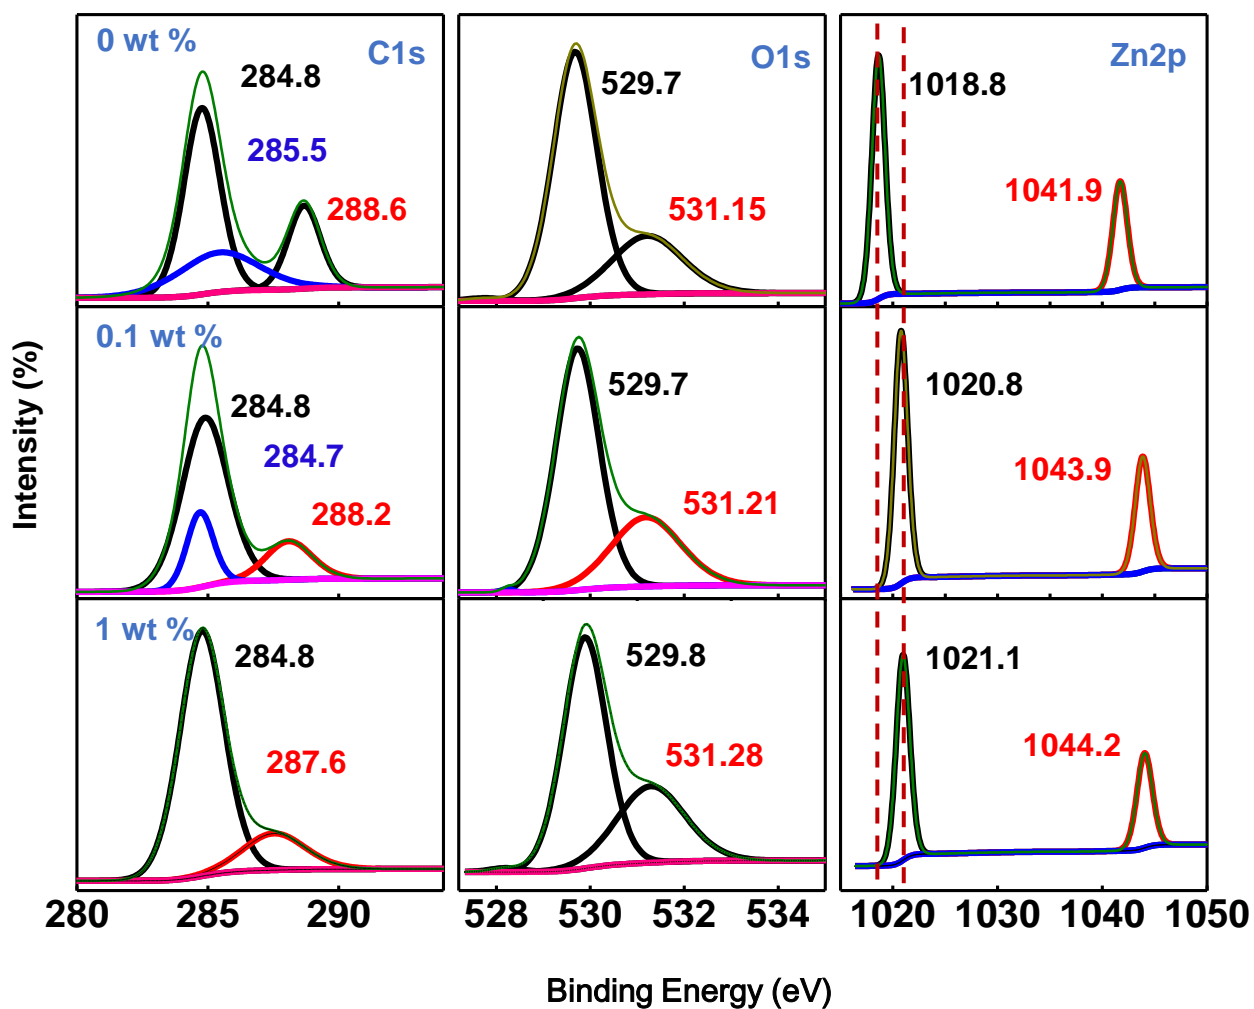 0 wt %
C1s
284.8
285.5
288.6
O1s
529.7
531.15
Zn2p
1018.8
1041.9
0.1 wt %
284.8
284.7
288.2
529.7
531.21
1020.8
1043.9
1 wt %
284.8
287.6
529.8
531.28
1021.1
1044.2
Intensity (%)
280 285 290 528 530 532 534 1020 1030 1040 1050
Binding Energy (eV)